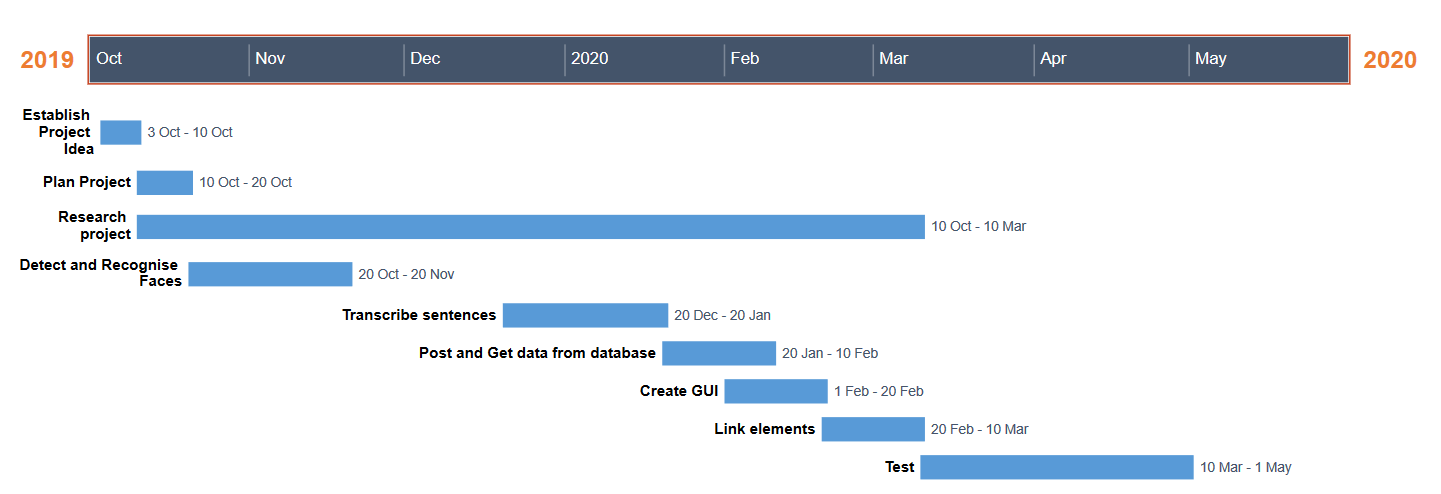 2019 Oct Nov Dec 2020 Feb Mar Apr May 2020
Establish
Project
Idea
3 Oct - 10 Oct
Plan Project 10 Oct - 20 Oct
Research
project
10 Oct - 10 Mar
Detect and Recognise
Faces
20 Oct - 20 Nov
Transcribe sentences 20 Dec - 20 Jan
Post and Get data from database 20 Jan - 10 Feb
Create GUI 1 Feb - 20 Feb
Link elements 20 Feb - 10 Mar
Test 10 Mar - 1 May